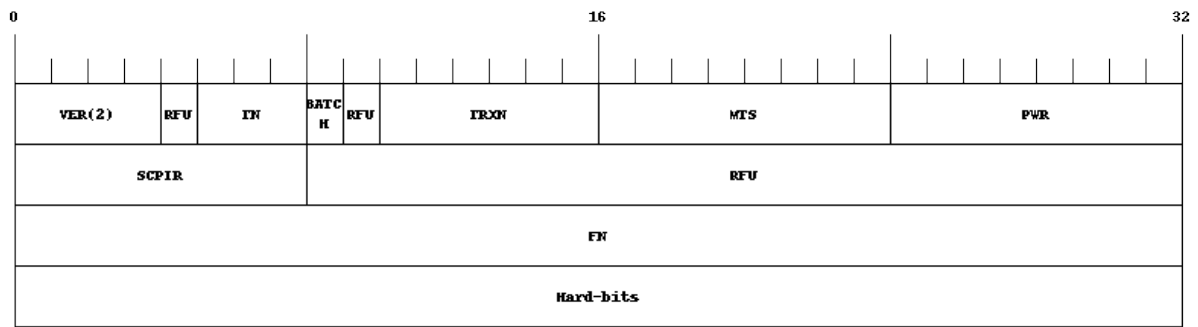 0 16 32
VER(2) RFU TN BATC
H RFU TRXN MTS PWR
SCPIR RFU
FN
Hard-bits